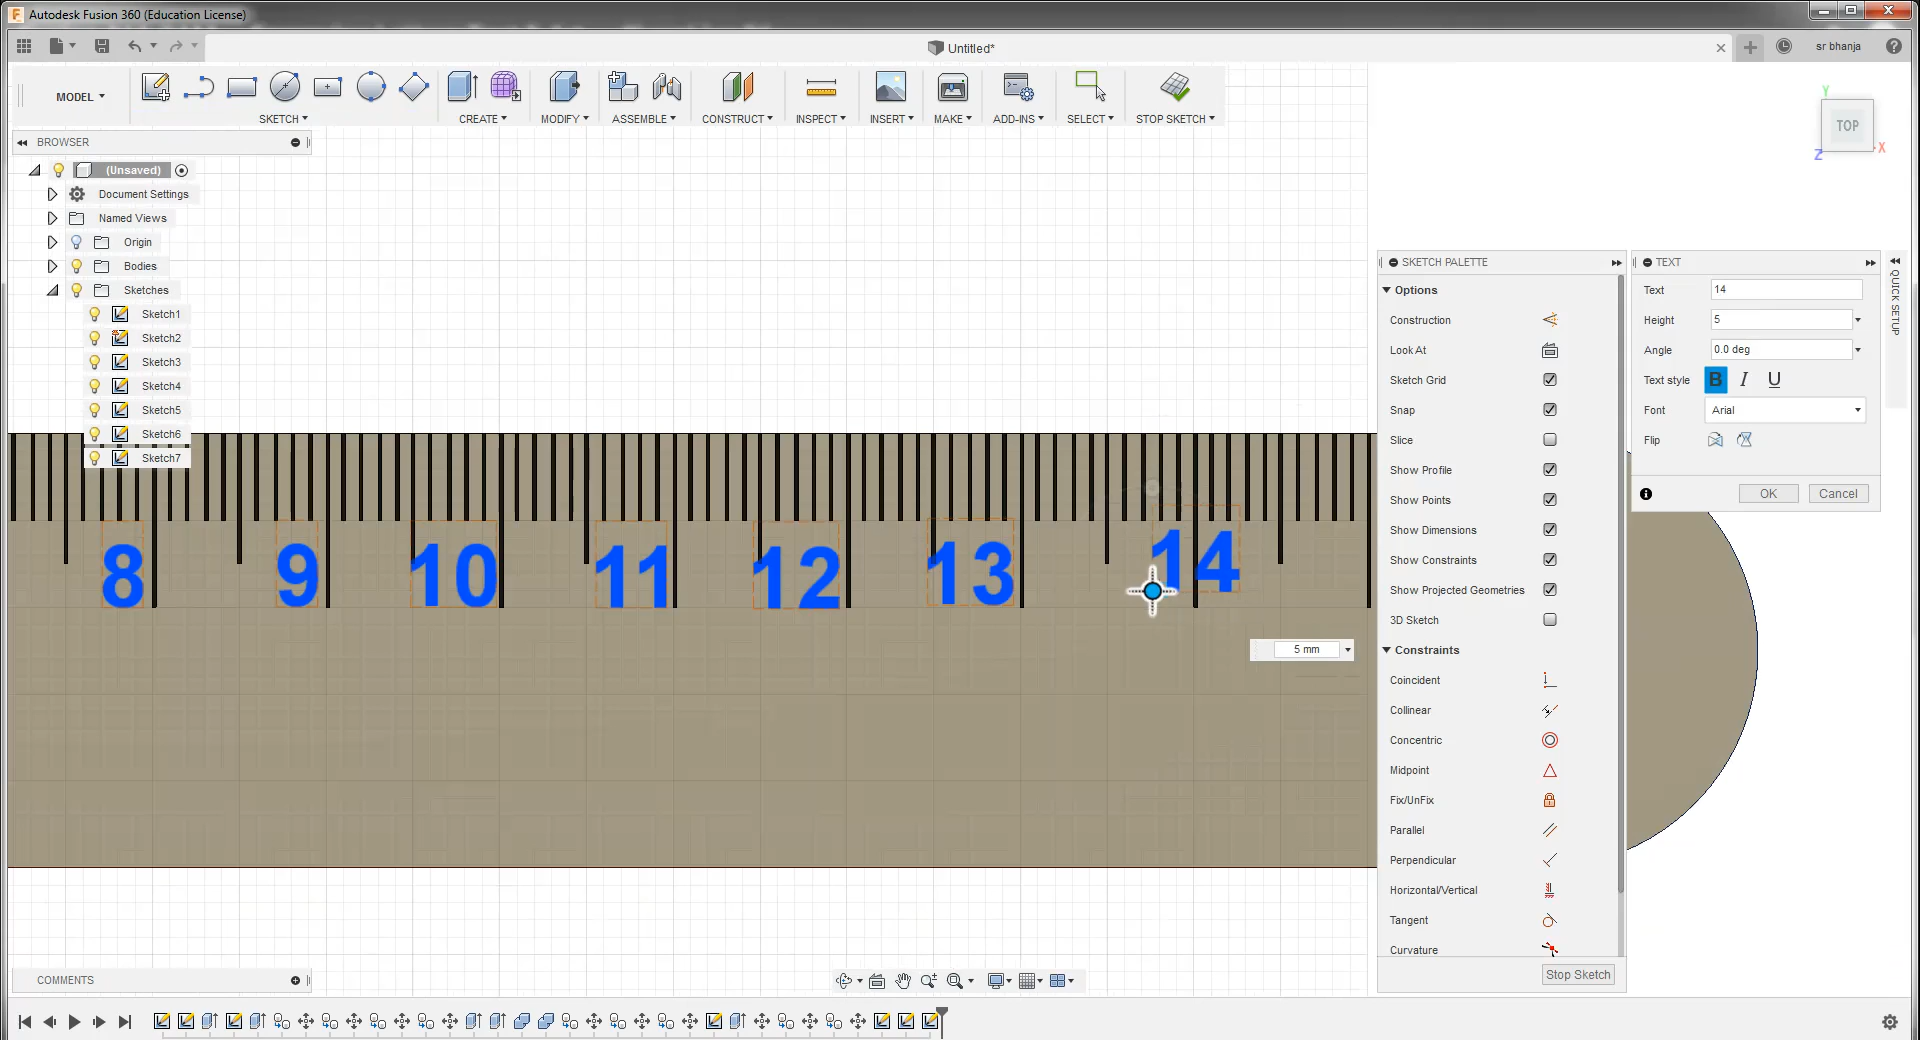 Autodesk Fusion 360 (Education License)
Untitled*
sr bhanja
MODEL
SKETCH
CREATE
MODIFY
ASSEMBLE
CONSTRUCT
INSPECT
INSERT
MAKE
ADD-INS
SELECT
STOP SKETCH
Y
TOP
X
Z
BROWSER
(Unsaved)
Document Settings
Named Views
Origin
Bodies
Sketches
Sketch1
Sketch2
Sketch3
Sketch4
Sketch5
Sketch6
Sketch7
8 9 10 11 12 13 14
5 mm
SKETCH PALETTE
Options
Construction
Look At
Sketch Grid
Snap
Slice
Show Profile
Show Points
Show Dimensions
Show Constraints
Show Projected Geometries
3D Sketch
Constraints
Coincident
Collinear
Concentric
Midpoint
Fix/UnFix
Parallel
Perpendicular
Horizontal/Vertical
Tangent
Curvature
Stop Sketch
TEXT
Text 14
Height 5
Angle 0.0 deg
Text style B I U
Font Arial
Flip
OK Cancel
QUICK SETUP
COMMENTS